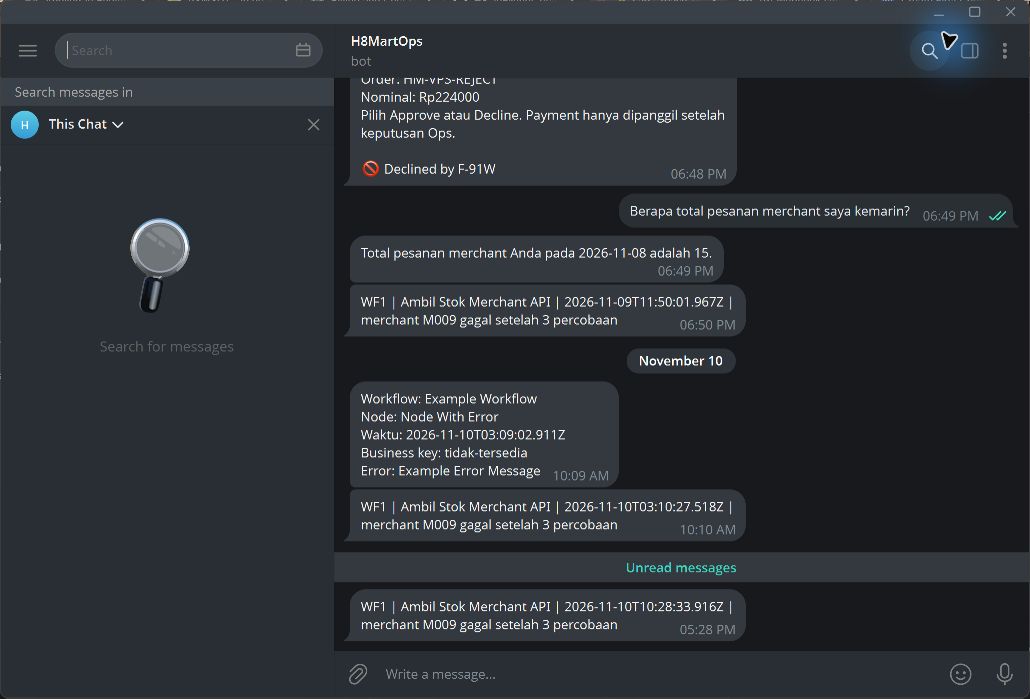 Search
Search messages in
H
This Chat
Search for messages
H8MartOps
bot
Order: HM-VPS-REJECT
Nominal: Rp224000
Pilih Approve atau Decline. Payment hanya dipanggil setelah
keputusan Ops.
🚫 Declined by F-91W
06:48 PM
Berapa total pesanan merchant saya kemarin?
06:49 PM
Total pesanan merchant Anda pada 2026-11-08 adalah 15.
06:49 PM
WF1 | Ambil Stok Merchant API | 2026-11-09T11:50:01.967Z |
merchant M009 gagal setelah 3 percobaan
06:50 PM
November 10
Workflow: Example Workflow
Node: Node With Error
Waktu: 2026-11-10T03:09:02.911Z
Business key: tidak-tersedia
Error: Example Error Message
10:09 AM
WF1 | Ambil Stok Merchant API | 2026-11-10T03:10:27.518Z |
merchant M009 gagal setelah 3 percobaan
10:10 AM
Unread messages
WF1 | Ambil Stok Merchant API | 2026-11-10T10:28:33.916Z |
merchant M009 gagal setelah 3 percobaan
05:28 PM
Write a message...